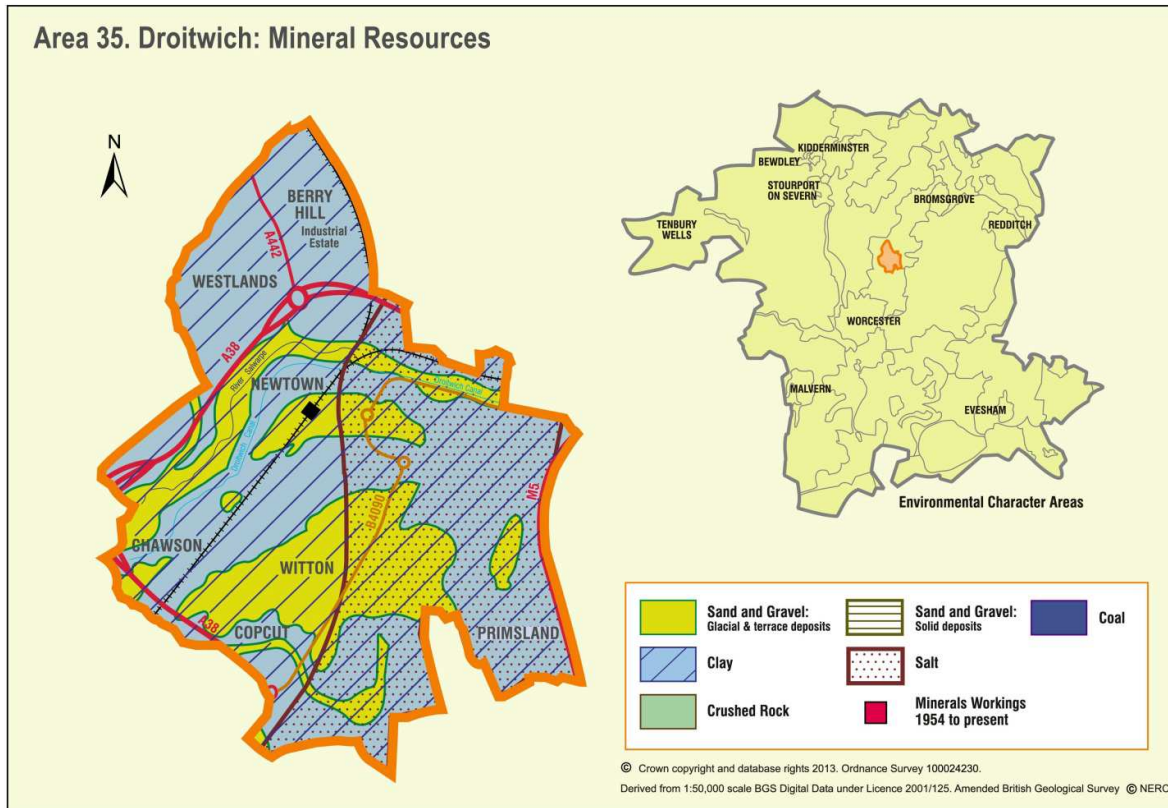 Area 35. Droitwich: Mineral Resources
N
BERRY
HILL
Industrial
Estate
A442
WESTLANDS
A38
River Salwarpe
NEWTOWN
Droitwich Canal
Droitwich Canal
B4090
M5
CHAWSON
WITTON
A38
COPCUT
PRIMSLAND
KIDDERMINSTER
BEWDLEY
STOURPORT
ON SEVERN
BROMSGROVE
TENBURY
WELLS
REDDITCH
WORCESTER
MALVERN
EVESHAM
Environmental Character Areas
Sand and Gravel:
Glacial & terrace deposits
Sand and Gravel:
Solid deposits
Coal
Clay
Salt
Crushed Rock
Minerals Workings
1954 to present
© Crown copyright and database rights 2013. Ordnance Survey 100024230.
Derived from 1:50,000 scale BGS Digital Data under Licence 2001/125. Amended British Geological Survey © NERC